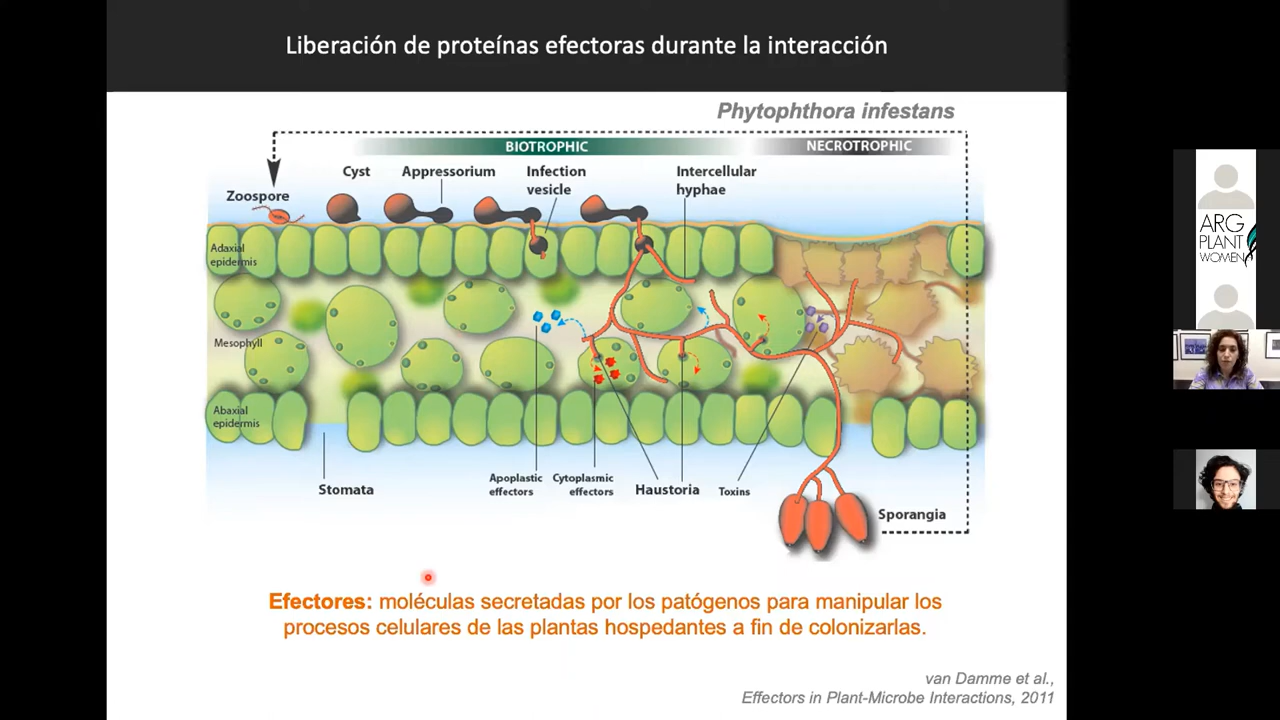 Liberación de proteínas efectoras durante la interacción
Phytophthora infestans
BIOTROPHIC
NECROTROPHIC
Zoospore
Cyst
Appressorium
Infection
vesicle
Intercellular
hyphae
Adaxial
epidermis
Mesophyll
Abaxial
epidermis
Stomata
Apoplastic
effectors
Cytoplasmic
effectors
Haustoria
Toxins
Sporangia
Efectores: moléculas secretadas por los patógenos para manipular los
procesos celulares de las plantas hospedantes a fin de colonizarlas.
van Damme et al.,
Effectors in Plant-Microbe Interactions, 2011
ARG
PLANT
WOMEN